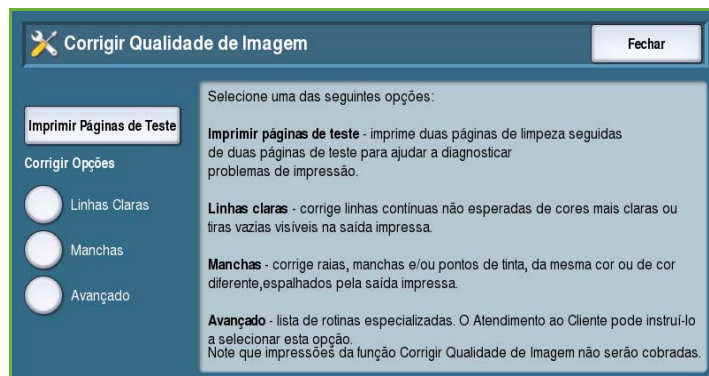 Corrigir Qualidade de Imagem
Fechar
Imprimir Páginas de Teste
Corrigir Opções
Linhas Claras
Manchas
Avançado
Selecione uma das seguintes opções:
Imprimir páginas de teste - imprime duas páginas de limpeza seguidas
de duas páginas de teste para ajudar a diagnosticar
problemas de impressão.
Linhas claras - corrige linhas contínuas não esperadas de cores mais claras ou
tiras vazias visíveis na saída impressa.
Manchas - corrige raias, manchas e/ou pontos de tinta, da mesma cor ou de cor
diferente,espalhados pela saída impressa.
Avançado - lista de rotinas especializadas. O Atendimento ao Cliente pode instruí-lo
a selecionar esta opção.
Note que impressões da função Corrigir Qualidade de Imagem não serão cobradas.